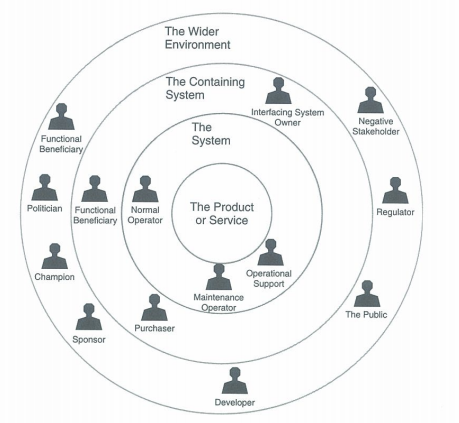 The Wider
Environment
The Containing
System
Interfacing System
Owner
Negative
Stakeholder
Functional
Beneficiary
The
System
Politician
Functional
Beneficiary
Normal
Operator
The Product
or Service
Regulator
Champion
Operational
Support
Maintenance
Operator
The Public
Purchaser
Sponsor
Developer